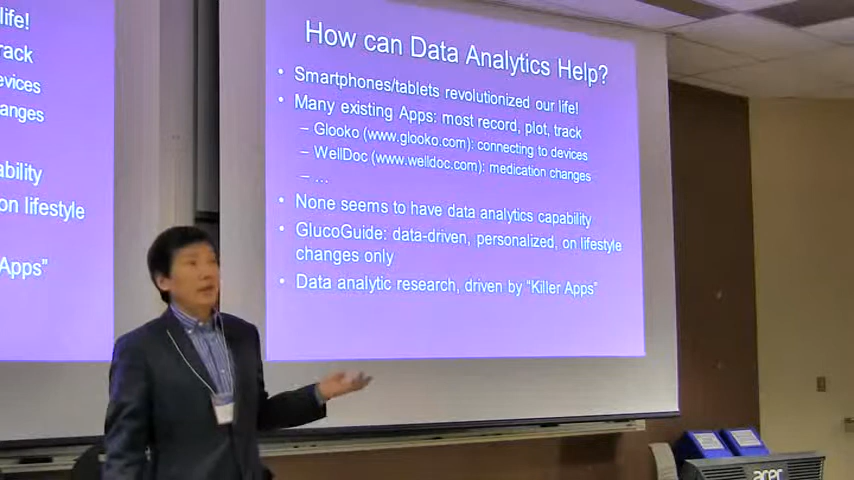 life!
rack
evices
anges
ability
on lifestyle
Apps”
How can Data Analytics Help?
• Smartphones/tablets revolutionized our life!
• Many existing Apps: most record, plot, track
– Glooko (www.glooko.com): connecting to devices
– WellDoc (www.welldoc.com): medication changes
– ...
• None seems to have data analytics capability
• GlucoGuide: data-driven, personalized, on lifestyle
changes only
• Data analytic research, driven by “Killer Apps”
acer